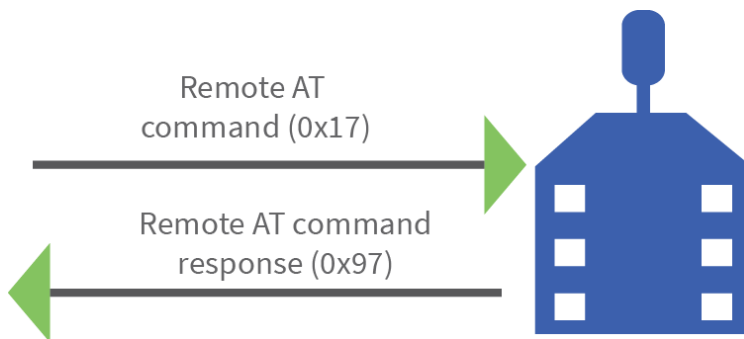 Remote AT
command (0x17)
Remote AT command
response (0x97)